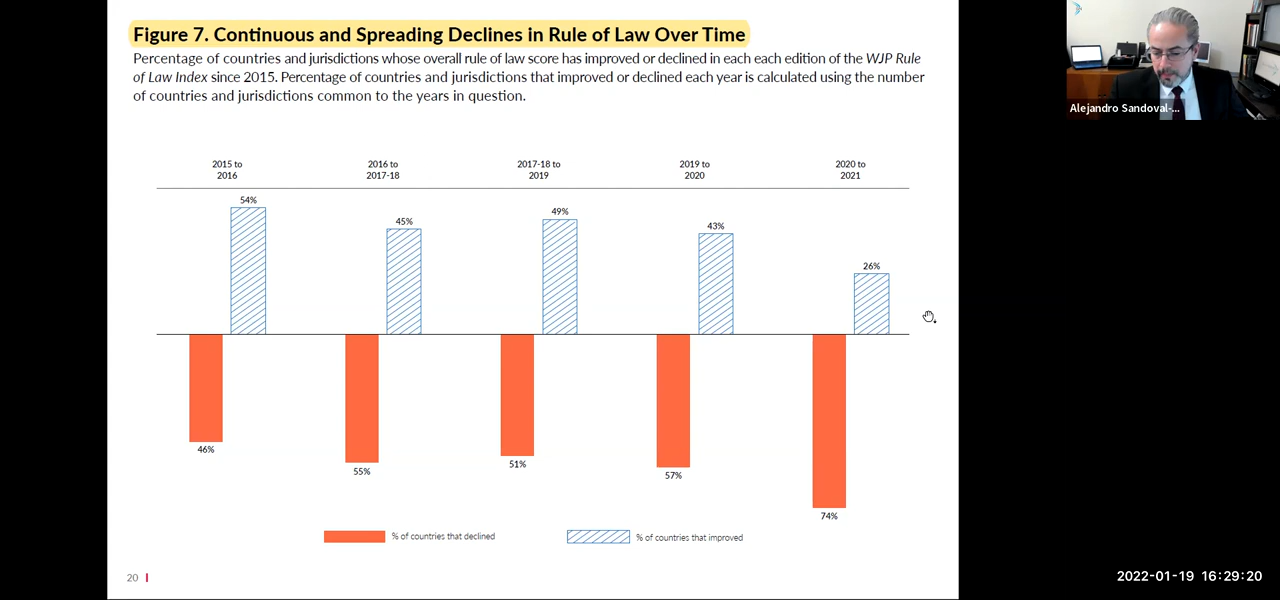 Figure 7. Continuous and Spreading Declines in Rule of Law Over Time
Percentage of countries and jurisdictions whose overall rule of law score has improved or declined in each each edition of the WJP Rule
of Law Index since 2015. Percentage of countries and jurisdictions that improved or declined each year is calculated using the number
of countries and jurisdictions common to the years in question.
Alejandro Sandoval-...
2015 to
2016
2016 to
2017-18
2017-18 to
2019
2019 to
2020
2020 to
2021
54%
45%
49%
43%
26%
46%
55%
51%
57%
74%
% of countries that declined
% of countries that improved
20
2022-01-19 16:29:20